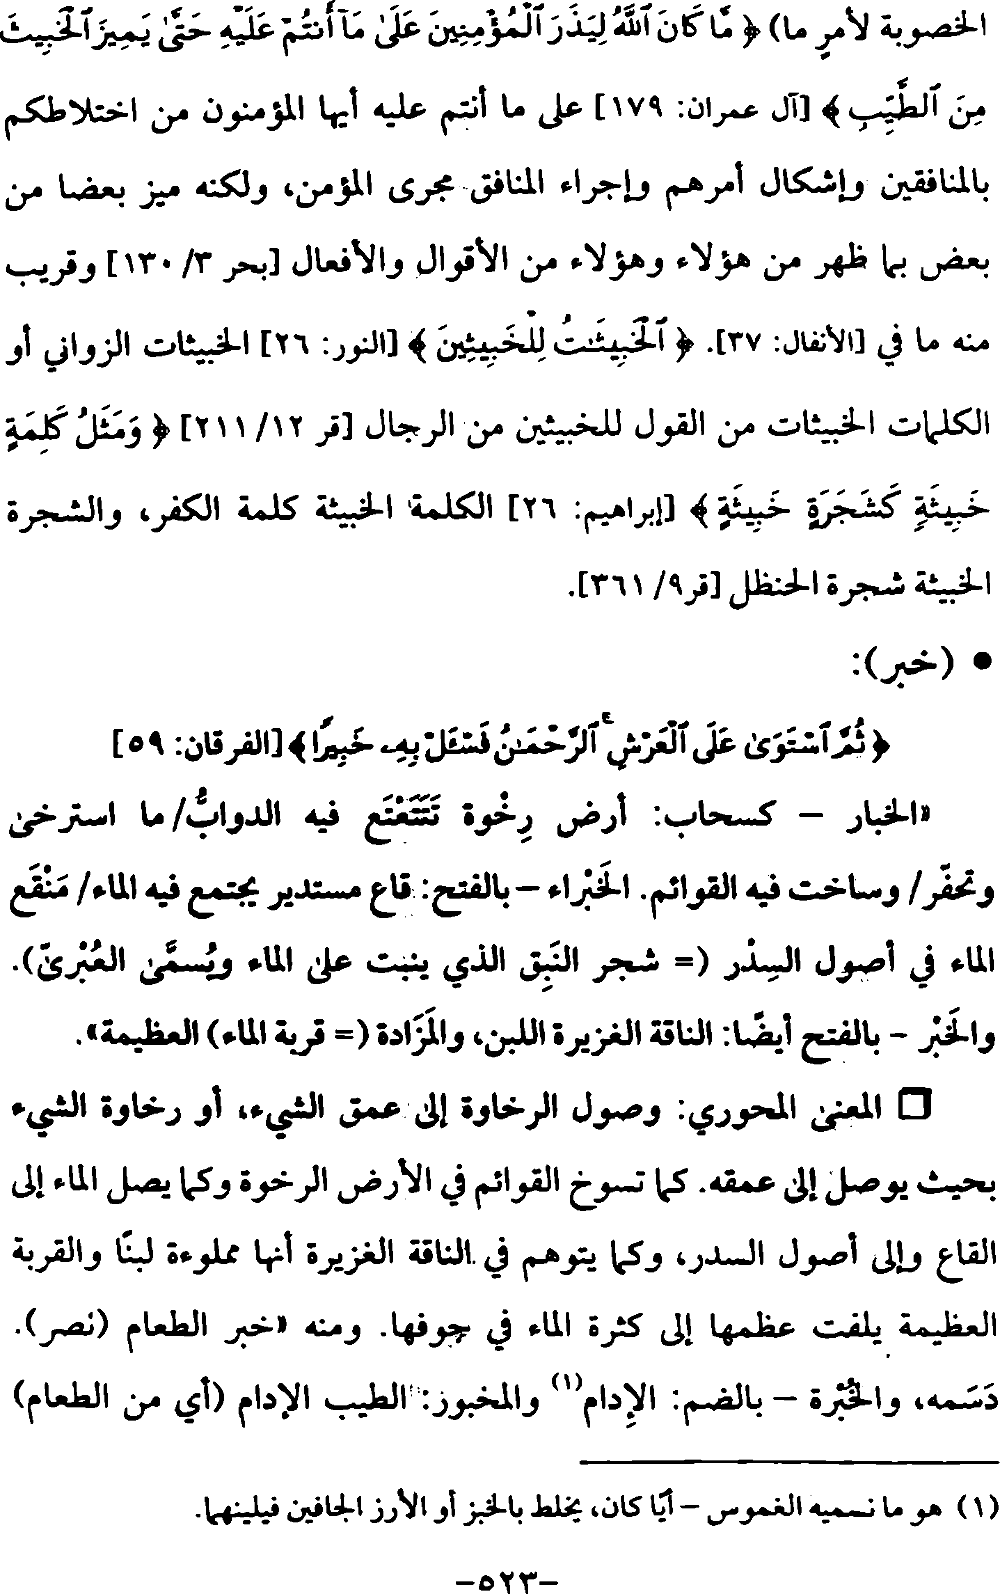 الخصوبة لأمرٍ ما) ﴿ مَّا كَانَ ٱللَّهُ لِيَذَرَ ٱلْمُؤْمِنِينَ عَلَىٰ مَآ أَنتُمْ عَلَيْهِ حَتَّىٰ يَمِيزَ ٱلْخَبِيثَ
مِنَ ٱلطَّيِّبِ ﴾ [آل عمران: ١٧٩] على ما أنتم عليه أيها المؤمنون من اختلاطكم
بالمنافقين وإشكال أمرهم وإجراء المنافق مجرى المؤمن، ولكنه ميز بعضا من
بعض بما ظهر من هؤلاء وهؤلاء من الأقوال والأفعال [بحر ٣/ ١٣٠] وقريب
منه ما في [الأنفال: ٣٧]. ﴿ ٱلْخَبِيثَـٰتُ لِلْخَبِيثِينَ ﴾ [النور: ٢٦] الخبيثات الزواني أو
الكلمات الخبيثات من القول للخبيثين من الرجال [قر ١٢/ ٢١١] ﴿ وَمَثَلُ كَلِمَةٍ
خَبِيثَةٍ كَشَجَرَةٍ خَبِيثَةٍ ﴾ [إبراهيم: ٢٦] الكلمة الخبيثة كلمة الكفر، والشجرة
الخبيثة شجرة الحنظل [قر٩/ ٣٦١].
• (خبر):
﴿ ثُمَّ ٱسْتَوَىٰ عَلَى ٱلْعَرْشِ ۚ ٱلرَّحْمَـٰنُ فَسْـَٔلْ بِهِۦ خَبِيرًا ﴾ [الفرقان: ٥٩]
«الخبار – كسحاب: أرض رِخْوة تَتَتَعْتَع فيه الدوابُّ/ ما استرخىٰ
وتحفّر/ وساخت فيه القوائم. الخَبْراء – بالفتح: قاع مستدير يجتمع فيه الماء/ مَنْقَع
الماء في أصول السِدْر (= شجر النَبِق الذي ينبت علىٰ الماء ويُسمَّىٰ العُبْرىّ).
والخَبْر - بالفتح أيضًا: الناقة الغزيرة اللبن، والمَزَادة (= قربة الماء) العظيمة».
❐ المعنىٰ المحوري: وصول الرخاوة إلىٰ عمق الشيء، أو رخاوة الشيء
بحيث يوصل إلىٰ عمقه. كما تسوخ القوائم في الأرض الرخوة وكما يصل الماء إلى
القاع وإلى أصول السدر، وكما يتوهم في الناقة الغزيرة أنها مملوءة لبنًا والقربة
العظيمة يلفت عظمها إلى كثرة الماء في جوفها. ومنه «خبر الطعام (نصر).
دَسَمه، والخُبْرة – بالضم: الإدام(١) والمخبوز: الطيب الإدام (أي من الطعام)
(١) هو ما نسميه الغموس – أيًا كان، يخلط بالخبز أو الأرز الجافين فيلينهما.
-٥٢٣-